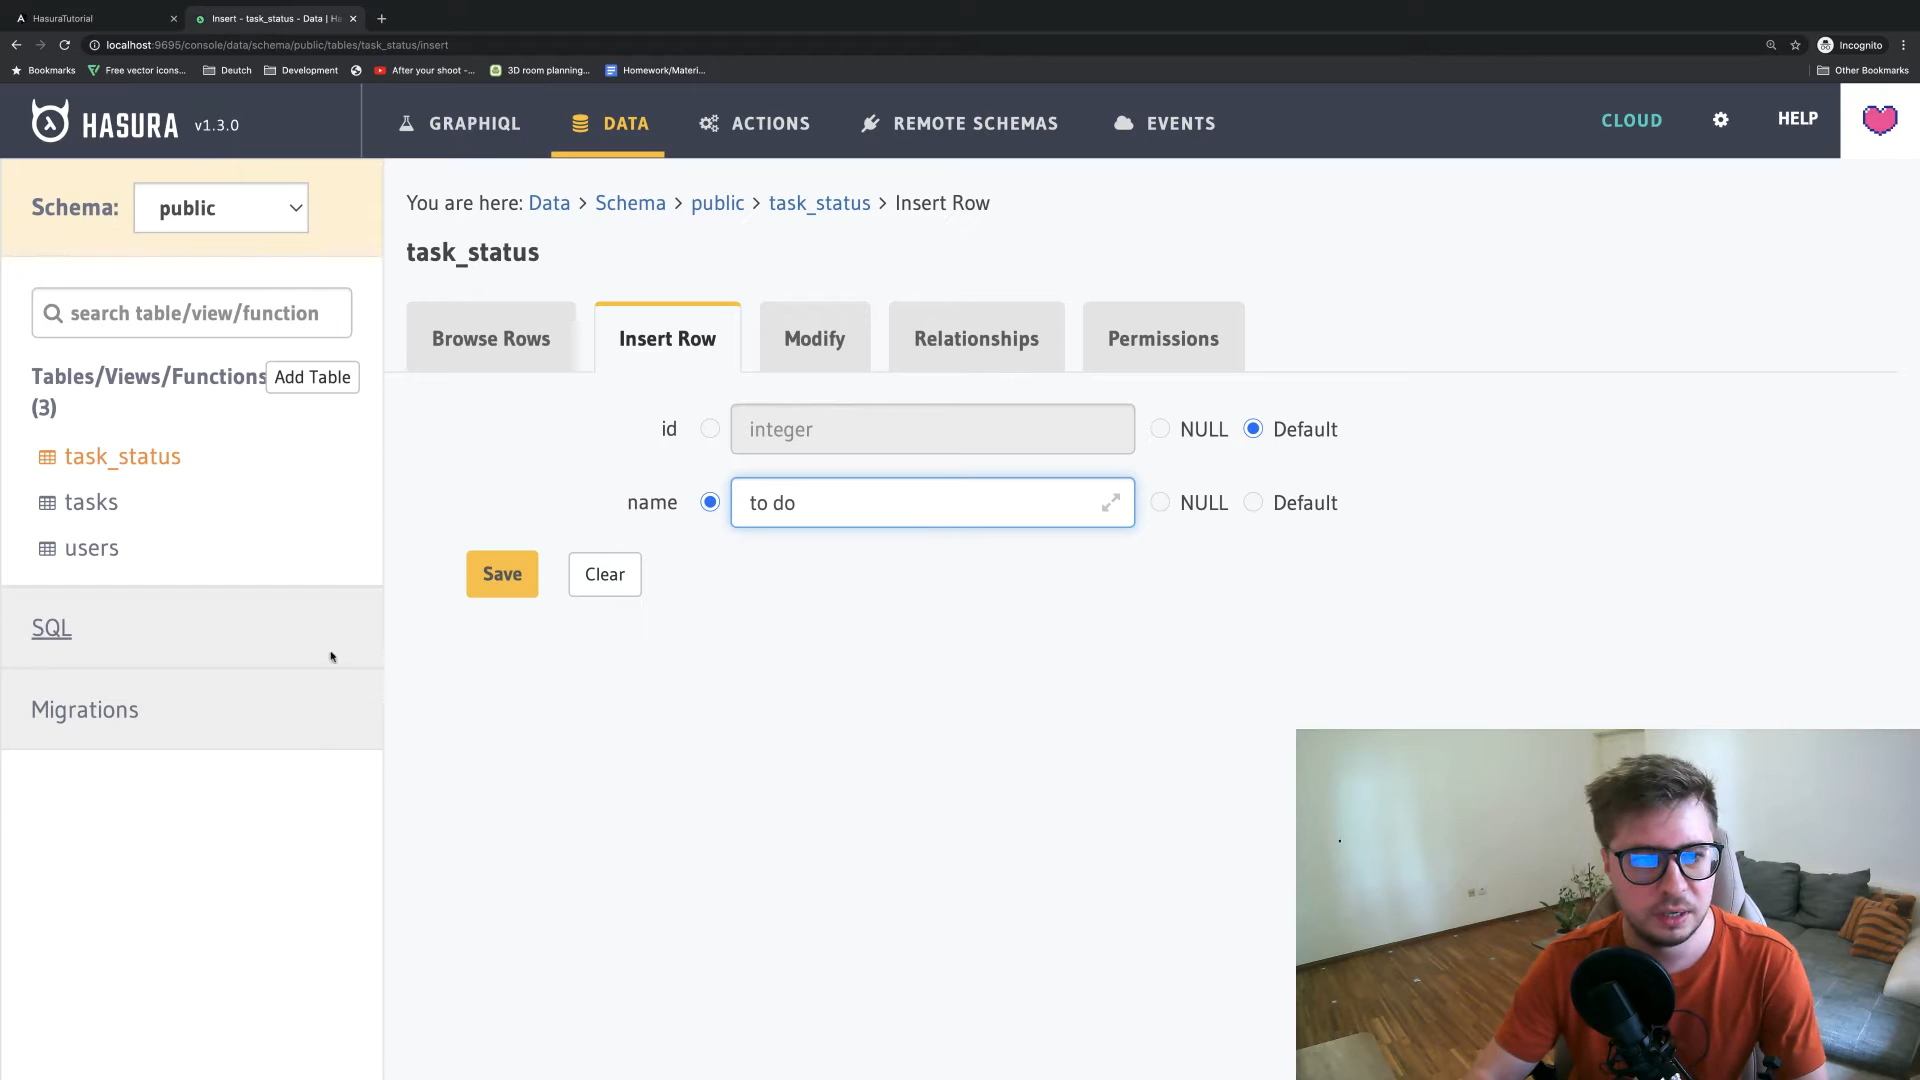 HasuraTutorial
Insert - task_status - Data | Ha
localhost:9695/console/data/schema/public/tables/task_status/insert
Incognito
Bookmarks
Free vector icons...
Deutch
Development
After your shoot -...
3D room planning...
Homework/Materi...
Other Bookmarks
HASURA v1.3.0
GRAPHIQL
DATA
ACTIONS
REMOTE SCHEMAS
EVENTS
CLOUD
HELP
Schema: public
search table/view/function
Tables/Views/Functions (3)
Add Table
task_status
tasks
users
SQL
Migrations
You are here: Data > Schema > public > task_status > Insert Row
task_status
Browse Rows
Insert Row
Modify
Relationships
Permissions
id integer NULL Default
name to do NULL Default
Save
Clear